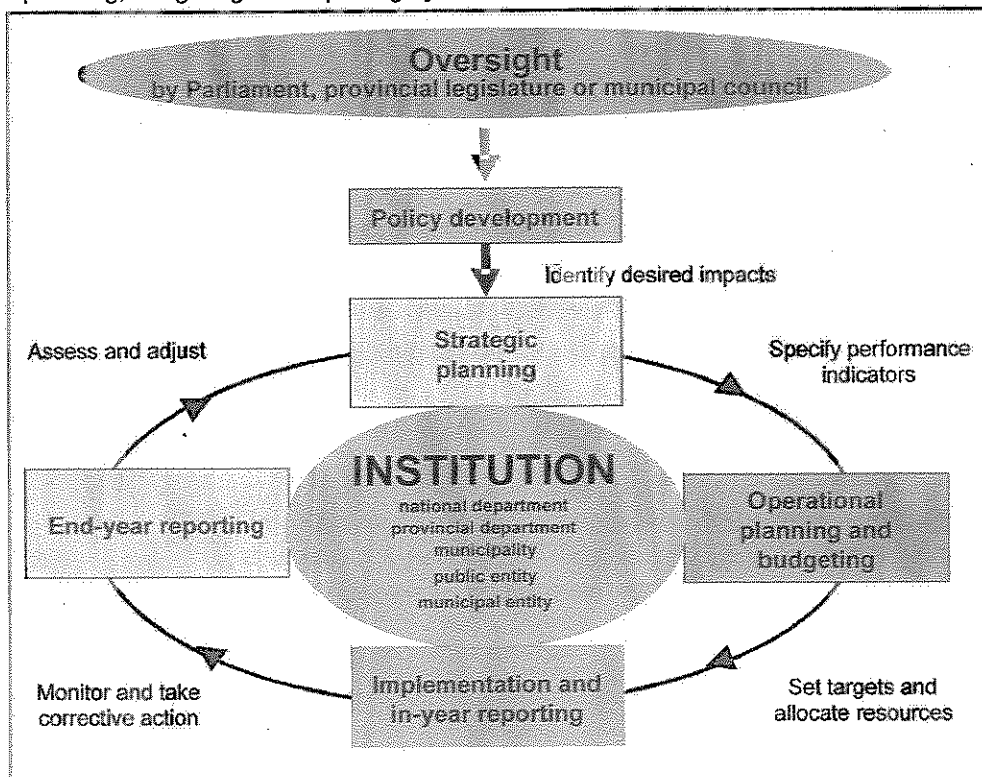 Oversight
by Parliament, provincial legislature or municipal council
Policy development
Identify desired impacts
Strategic
planning
Assess and adjust
Specify performance
indicators
INSTITUTION
national department
provincial department
municipality
public entity
municipal entity
End-year reporting
Operational
planning and
budgeting
Implementation and
in-year reporting
Monitor and take
corrective action
Set targets and
allocate resources